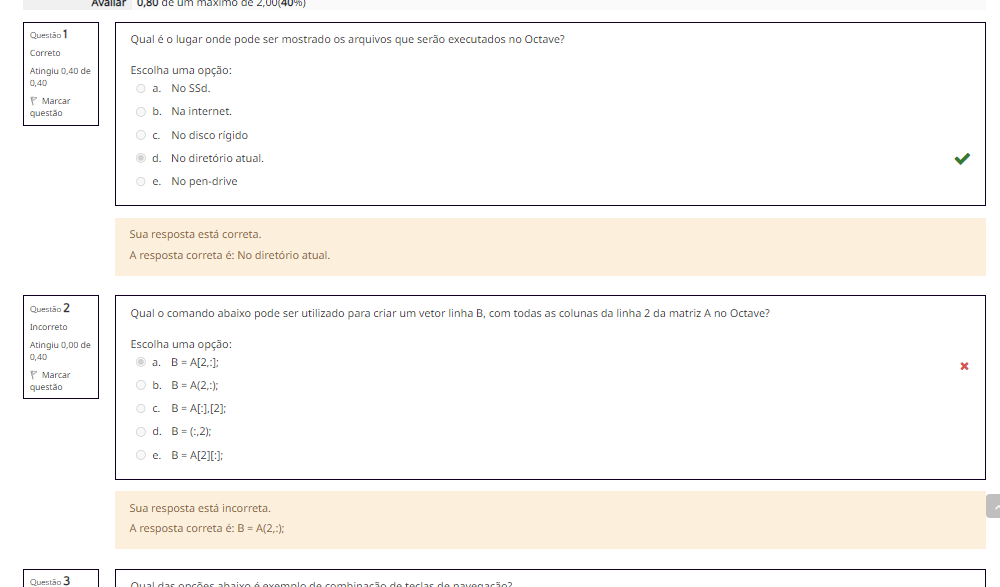 Avaliar 0,80 de um máximo de 2,00(40%)
Questão 1
Correto
Atingiu 0,40 de
0,40
Marcar
questão
Qual é o lugar onde pode ser mostrado os arquivos que serão executados no Octave?
Escolha uma opção:
a. No SSd.
b. Na internet.
c. No disco rígido
d. No diretório atual.
e. No pen-drive
Sua resposta está correta.
A resposta correta é: No diretório atual.
Questão 2
Incorreto
Atingiu 0,00 de
0,40
Marcar
questão
Qual o comando abaixo pode ser utilizado para criar um vetor linha B, com todas as colunas da linha 2 da matriz A no Octave?
Escolha uma opção:
a. B = A[2,:];
b. B = A(2,:);
c. B = A[:],[2];
d. B = (:,2);
e. B = A[2][:];
Sua resposta está incorreta.
A resposta correta é: B = A(2,:);
Questão 3
Qual das opções abaixo é exemplo de combinação de teclas de navegação?